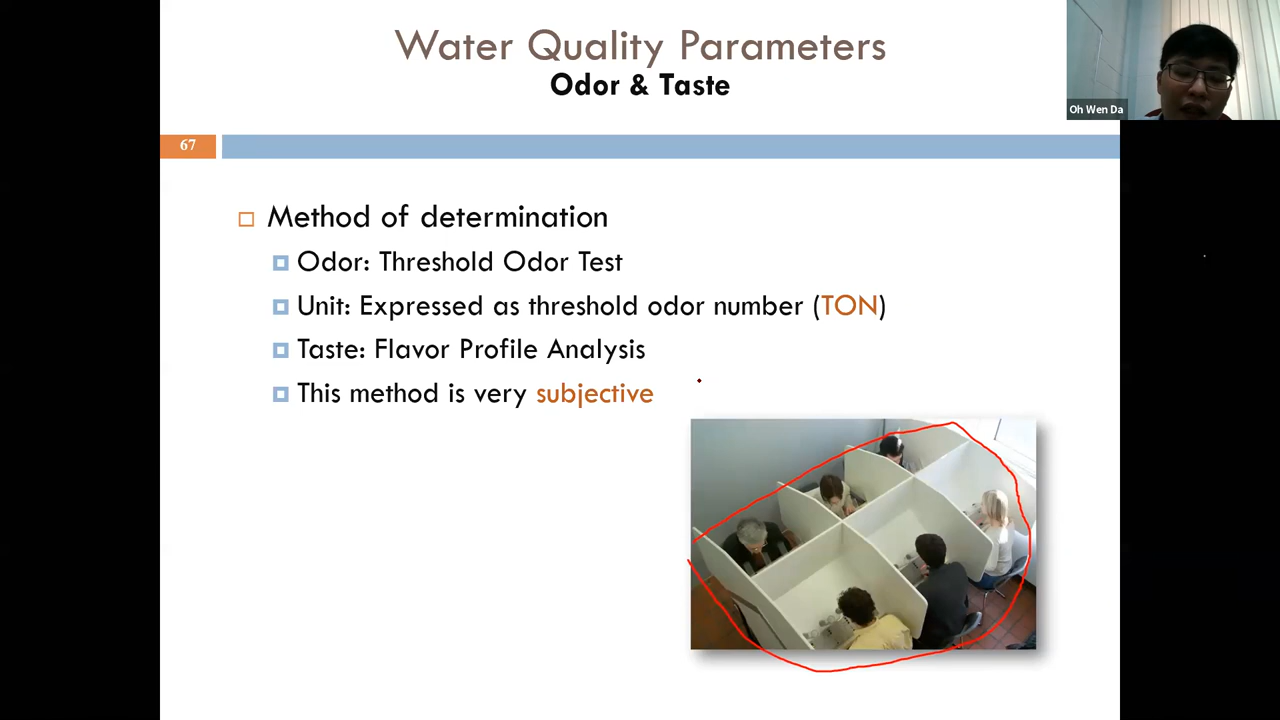 Water Quality Parameters
Odor & Taste
Oh Wen Da
67
Method of determination
Odor: Threshold Odor Test
Unit: Expressed as threshold odor number (TON)
Taste: Flavor Profile Analysis
This method is very subjective